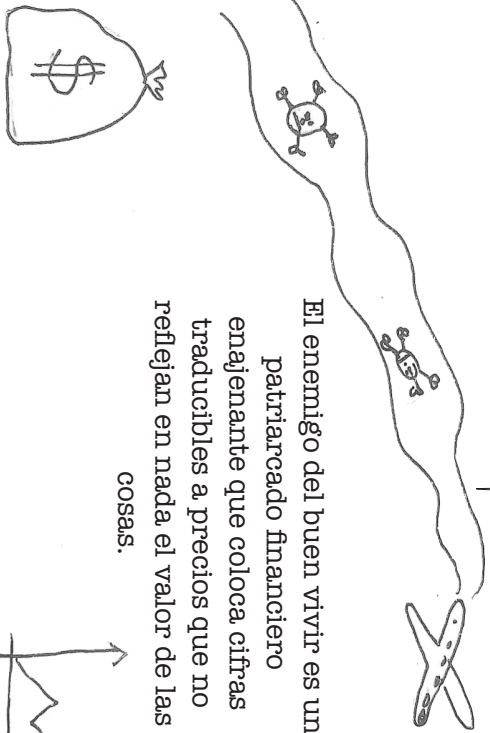 El enemigo del buen vivir es un
patriarcado financiero
enajenante que coloca cifras
traducibles a precios que no
reflejan en nada el valor de las
cosas.
$